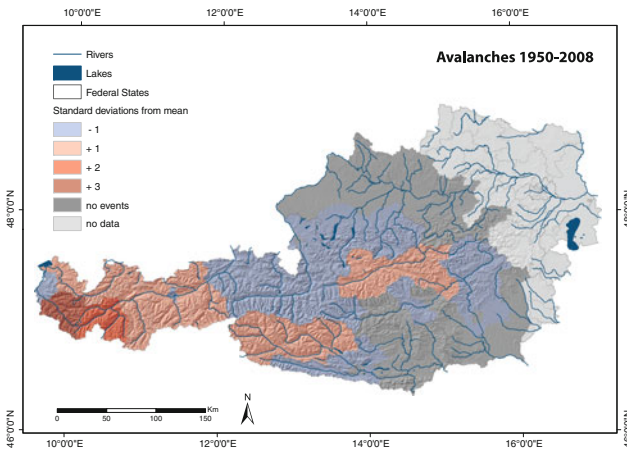 10°0'0"E 12°0'0"E 14°0'0"E 16°0'0"E
Avalanches 1950-2008
Rivers
Lakes
Federal States
Standard deviations from mean
- 1
+ 1
+ 2
+ 3
no events
no data
48°0'0"N
48°0'0"N
46°0'0"N
46°0'0"N
N
Km
0 50 100 150
10°0'0"E 12°0'0"E 14°0'0"E 16°0'0"E